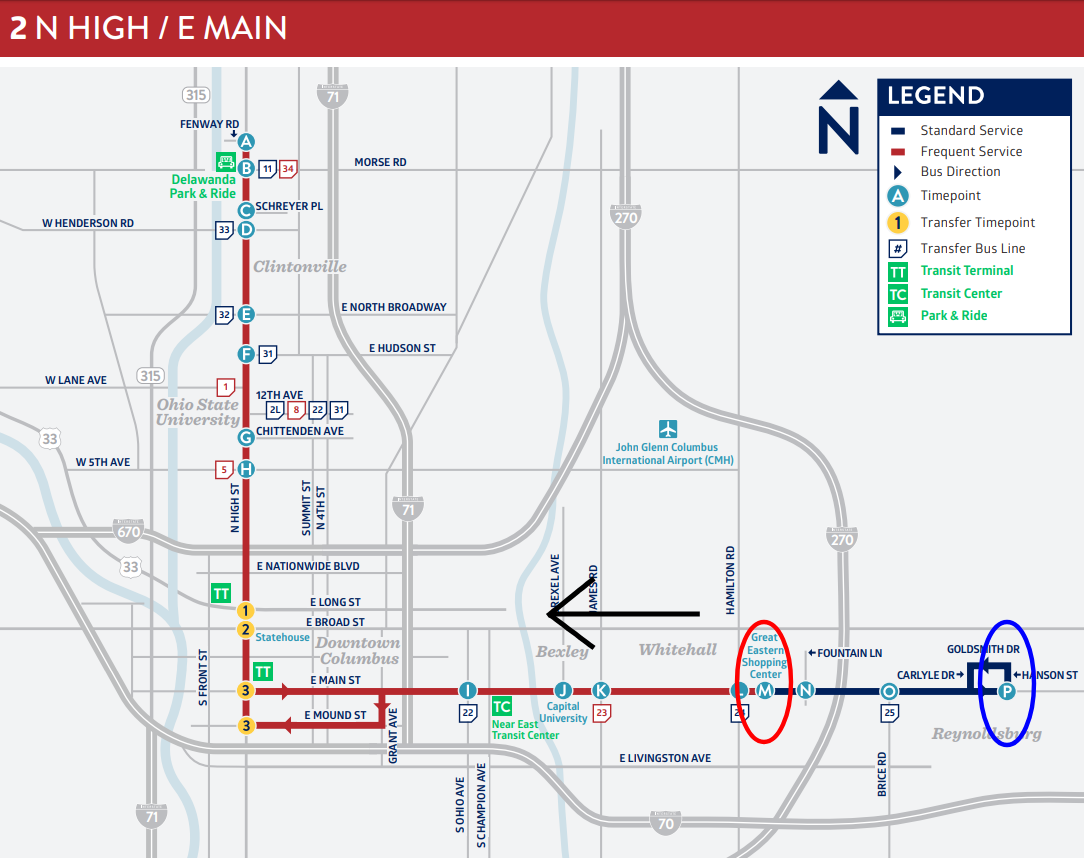 2 N HIGH / E MAIN
LEGEND
Standard Service
Frequent Service
Bus Direction
A Timepoint
1 Transfer Timepoint
# Transfer Bus Line
TT Transit Terminal
TC Transit Center
Park & Ride
N
315
71
FENWAY RD
A
B
11
34
MORSE RD
Delawanda
Park & Ride
C
SCHREYER PL
W HENDERSON RD
33
D
270
Clintonville
32
E
E NORTH BROADWAY
F
31
E HUDSON ST
315
W LANE AVE
1
12TH AVE
2L
8
22
31
Ohio State
University
G
CHITTENDEN AVE
33
John Glenn Columbus
International Airport (CMH)
W 5TH AVE
5
H
N HIGH ST
SUMMIT ST
N 4TH ST
71
670
270
33
E NATIONWIDE BLVD
HAMILTON RD
TT
1
E LONG ST
2
E BROAD ST
Statehouse
Downtown
Columbus
Bexley
Whitehall
Great
Eastern
Shopping
Center
FOUNTAIN LN
GOLDSMITH DR
CARLYLE DR
HANSON ST
S FRONT ST
TT
3
E MAIN ST
I
J
K
M
N
O
P
22
TC
Near East
Transit Center
Capital
University
23
25
3
E MOUND ST
GRANT AVE
Reynoldsburg
E LIVINGSTON AVE
BRICE RD
S OHIO AVE
S CHAMPION AVE
71
70